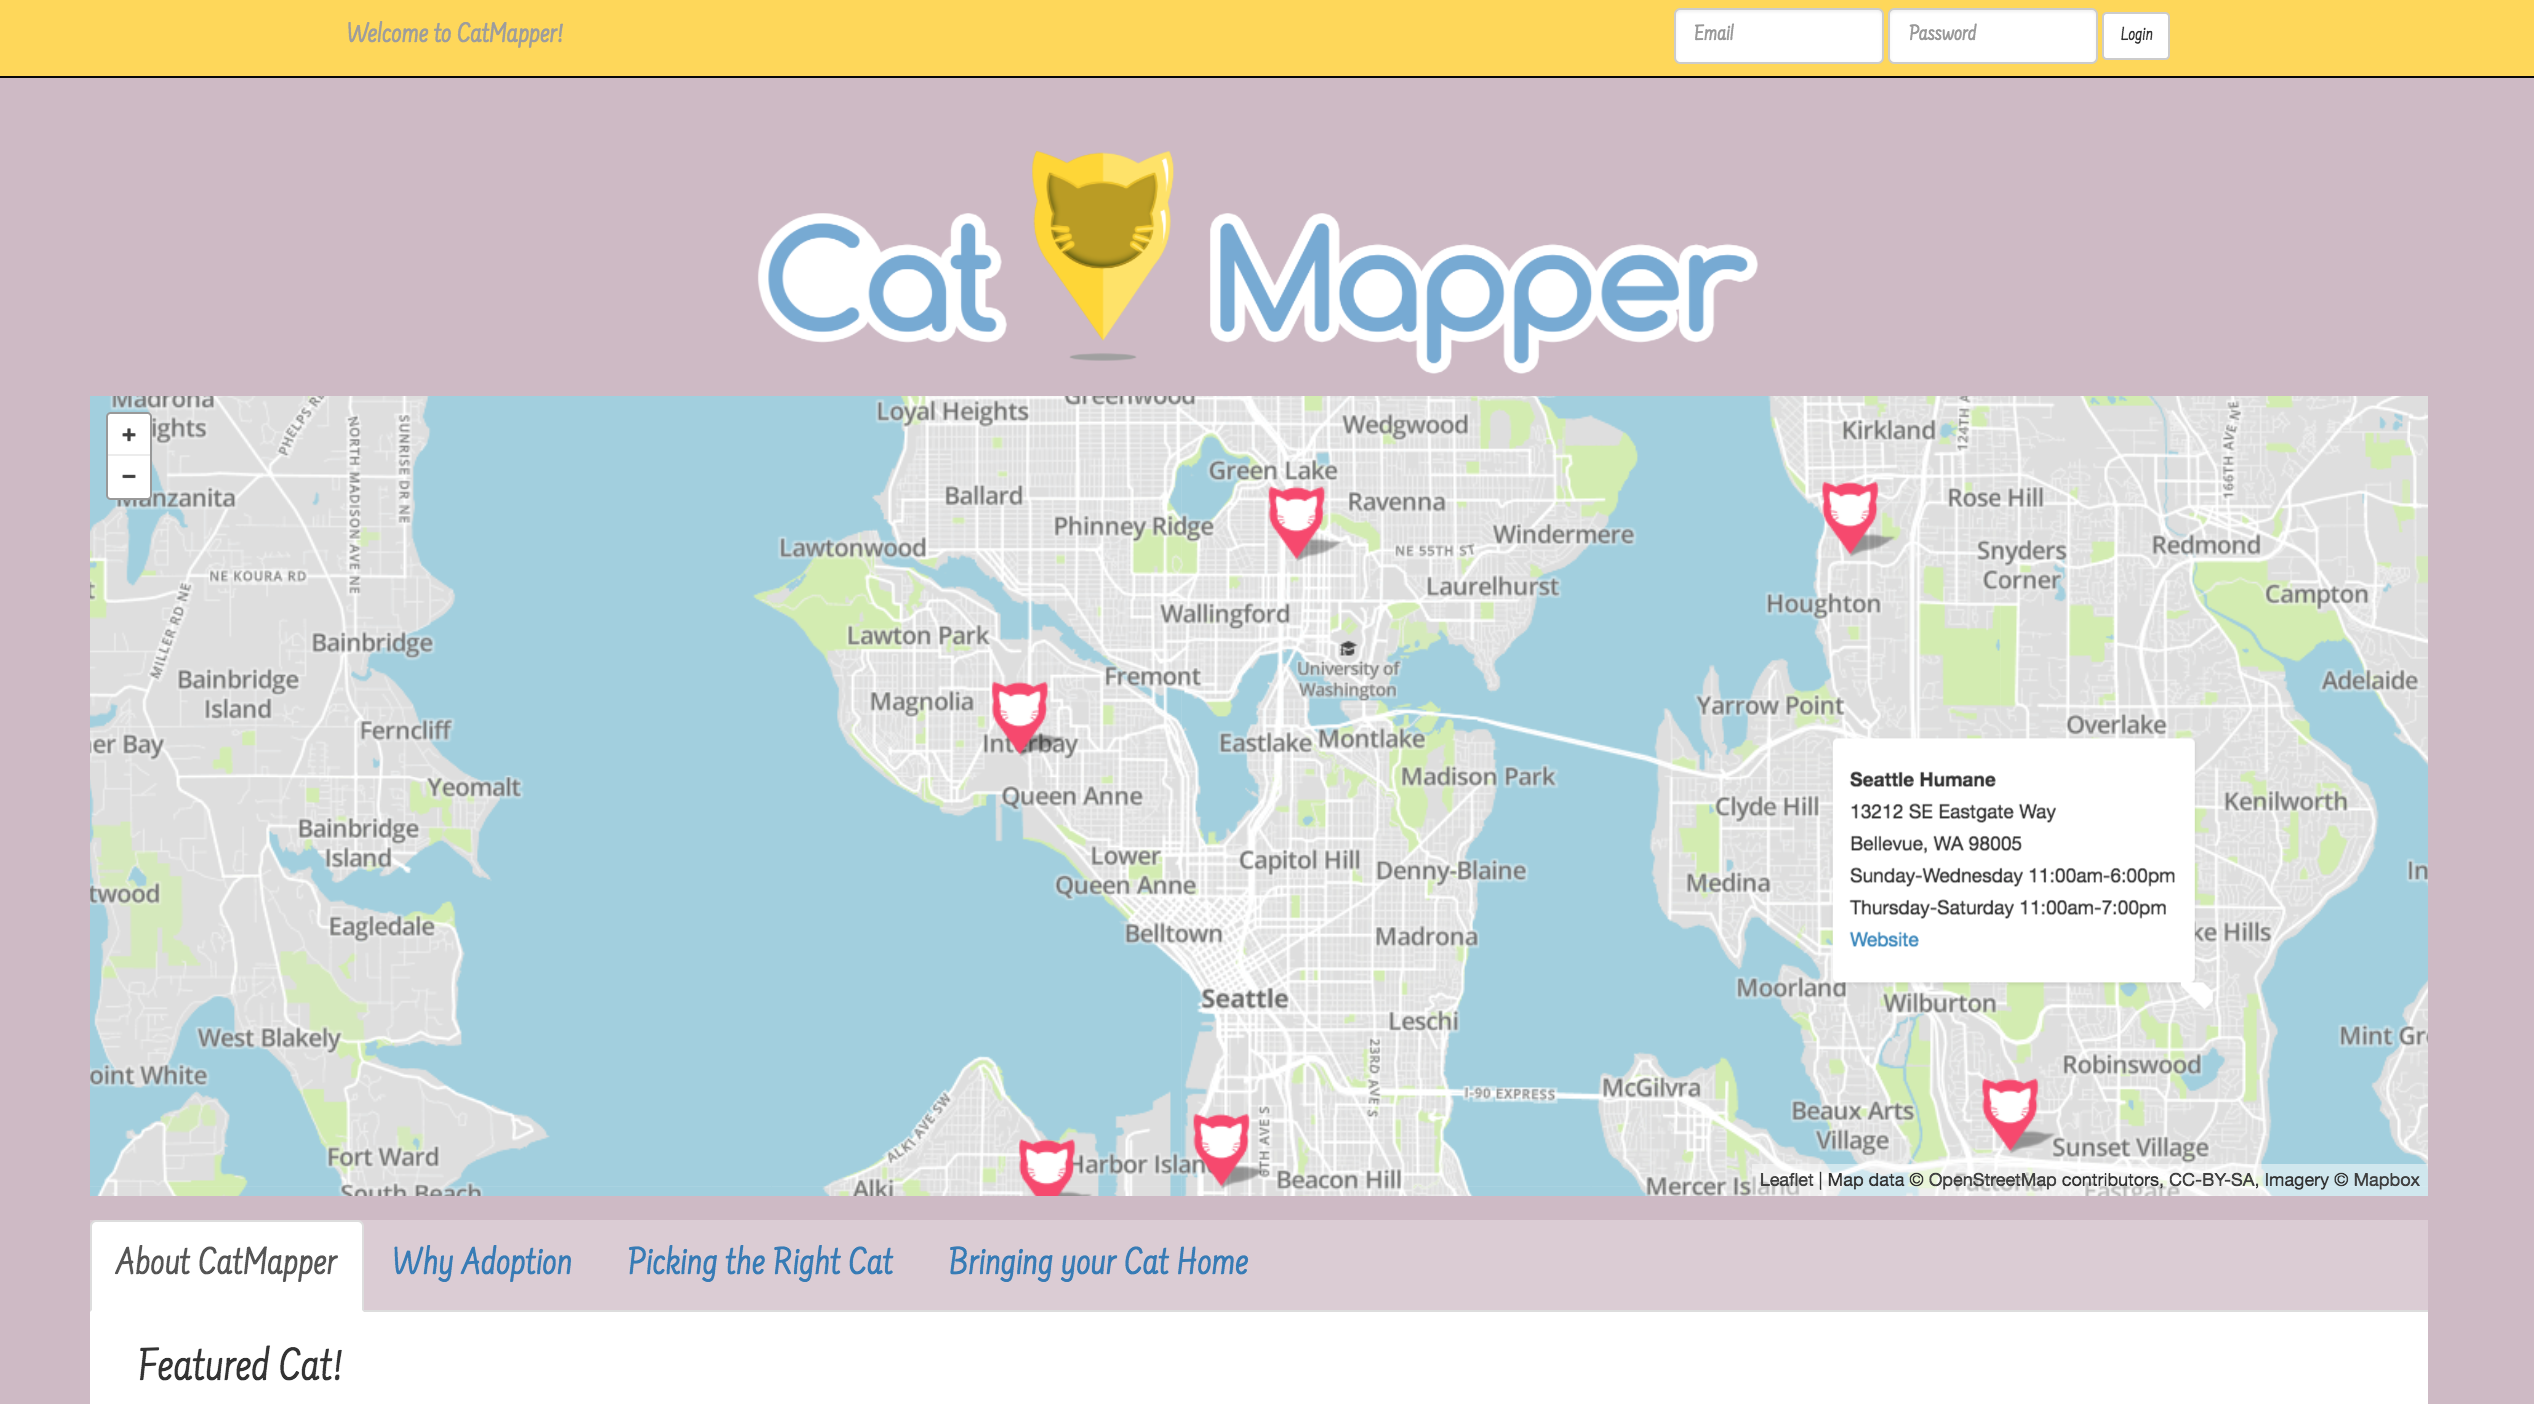 Welcome to CatMapper!
Email
Password
Login
Cat Mapper
+
−
Madrona
ights
PHELPS R
NORTH MADISON AVE NE
SUNRISE DR NE
Loyal Heights
Greenwood
Wedgwood
Kirkland
124TH A
166TH AVE NE
Manzanita
Green Lake
Ballard
Ravenna
Rose Hill
Phinney Ridge
Windermere
Lawtonwood
NE 55TH ST
Snyders
Corner
Redmond
NE KOURA RD
MILLER RD NE
Laurelhurst
Campton
Wallingford
Houghton
Bainbridge
Lawton Park
University of
Washington
Bainbridge
Island
Fremont
Adelaide
Magnolia
Yarrow Point
Ferncliff
Overlake
er Bay
Interbay
Eastlake
Montlake
Yeomalt
Madison Park
Queen Anne
Clyde Hill
Kenilworth
Seattle Humane
13212 SE Eastgate Way
Bellevue, WA 98005
Sunday-Wednesday 11:00am-6:00pm
Thursday-Saturday 11:00am-7:00pm
Website
Bainbridge
Island
Lower
Queen Anne
Capitol Hill
Denny-Blaine
Medina
In
twood
Eagledale
Belltown
Madrona
ke Hills
Seattle
Moorland
Wilburton
Leschi
West Blakely
23RD AVE S
Mint Gr
oint White
Robinswood
I-90 EXPRESS
McGilvra
ALKI AVE SW
6TH AVE S
Beaux Arts
Village
Fort Ward
Harbor Islan
Sunset Village
South Beach
Alki
Beacon Hill
Mercer Island
Factoria
Eastgate
Leaflet | Map data © OpenStreetMap contributors, CC-BY-SA, Imagery © Mapbox
About CatMapper
Why Adoption
Picking the Right Cat
Bringing your Cat Home
Featured Cat!